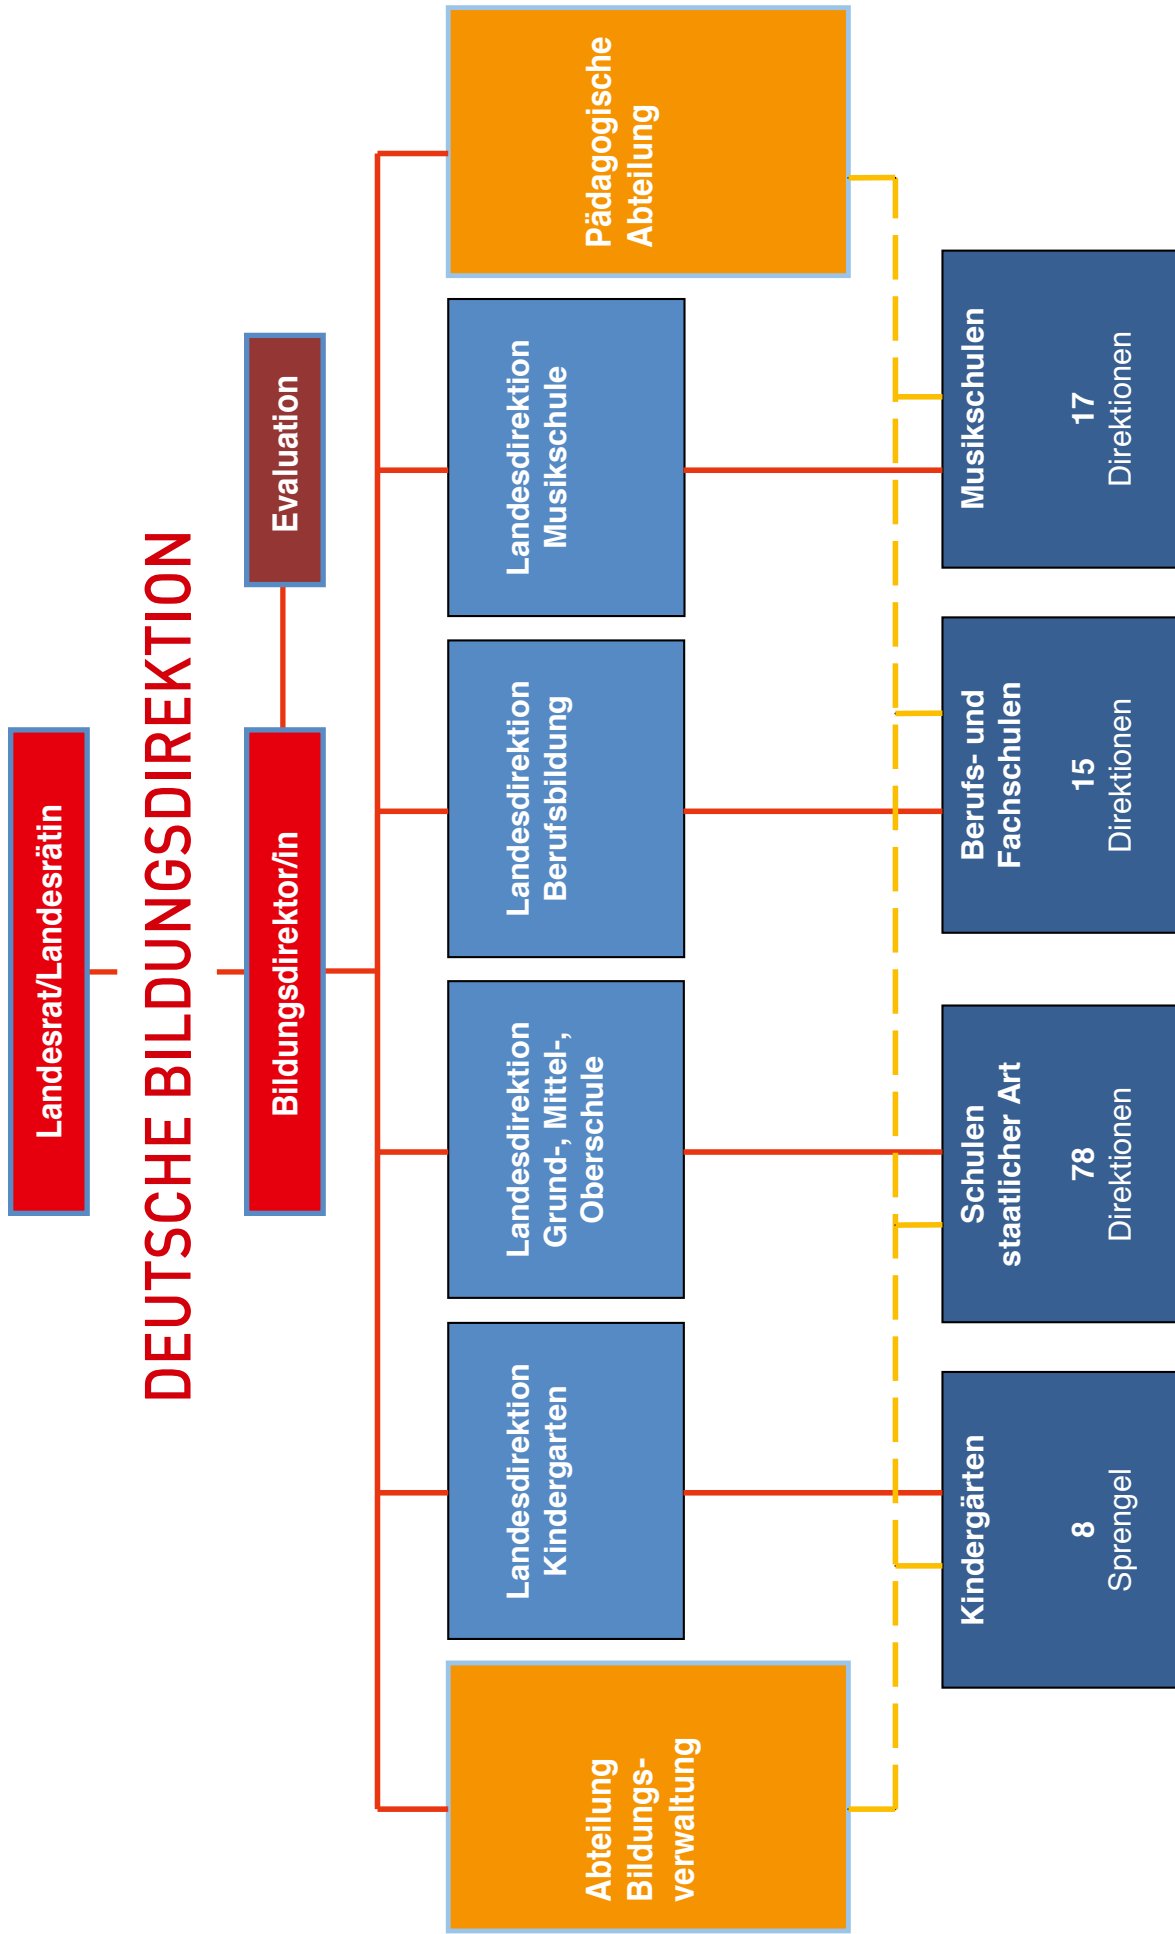 Landesrat/Landesrätin
DEUTSCHE BILDUNGSDIREKTION
Bildungsdirektor/in
Evaluation
Abteilung
Bildungs-
verwaltung
Landesdirektion
Kindergarten
Landesdirektion
Grund-, Mittel-,
Oberschule
Landesdirektion
Berufsbildung
Landesdirektion
Musikschule
Pädagogische
Abteilung
Kindergärten
8
Sprengel
Schulen
staatlicher Art
78
Direktionen
Berufs- und
Fachschulen
15
Direktionen
Musikschulen
17
Direktionen